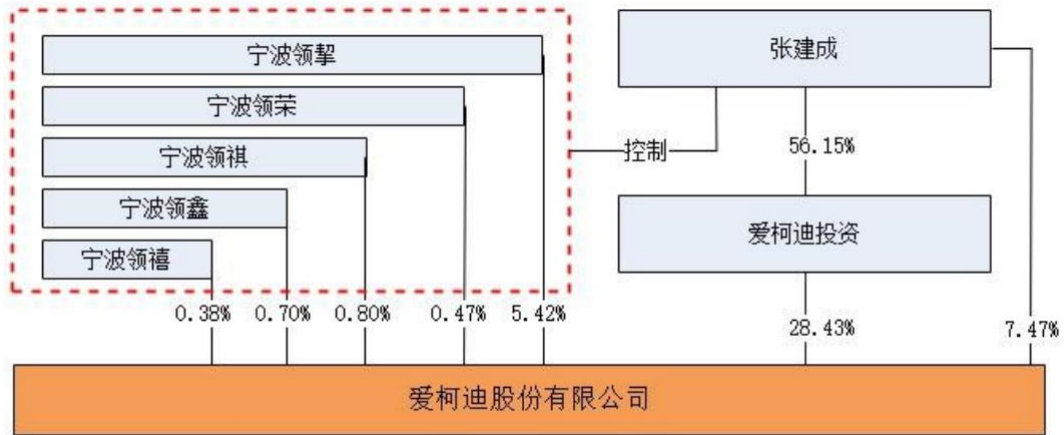 宁波领挈
张建成
宁波领荣
宁波领祺
控制
56.15%
宁波领鑫
爱柯迪投资
宁波领禧
0.38%
0.70%
0.80%
0.47%
5.42%
28.43%
7.47%
爱柯迪股份有限公司